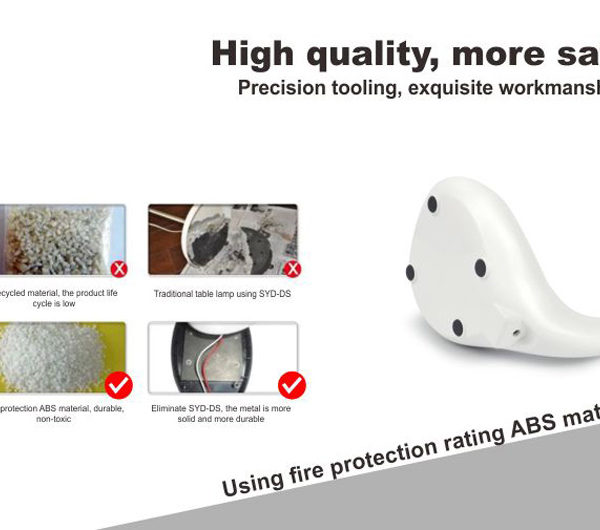 High quality, more sa
Precision tooling, exquisite workmansh
ecycled material, the product life
cycle is low
Traditional table lamp using SYD-DS
protection ABS material, durable,
non-toxic
Eliminate SYD-DS, the metal is more
solid and more durable
Using fire protection rating ABS mat